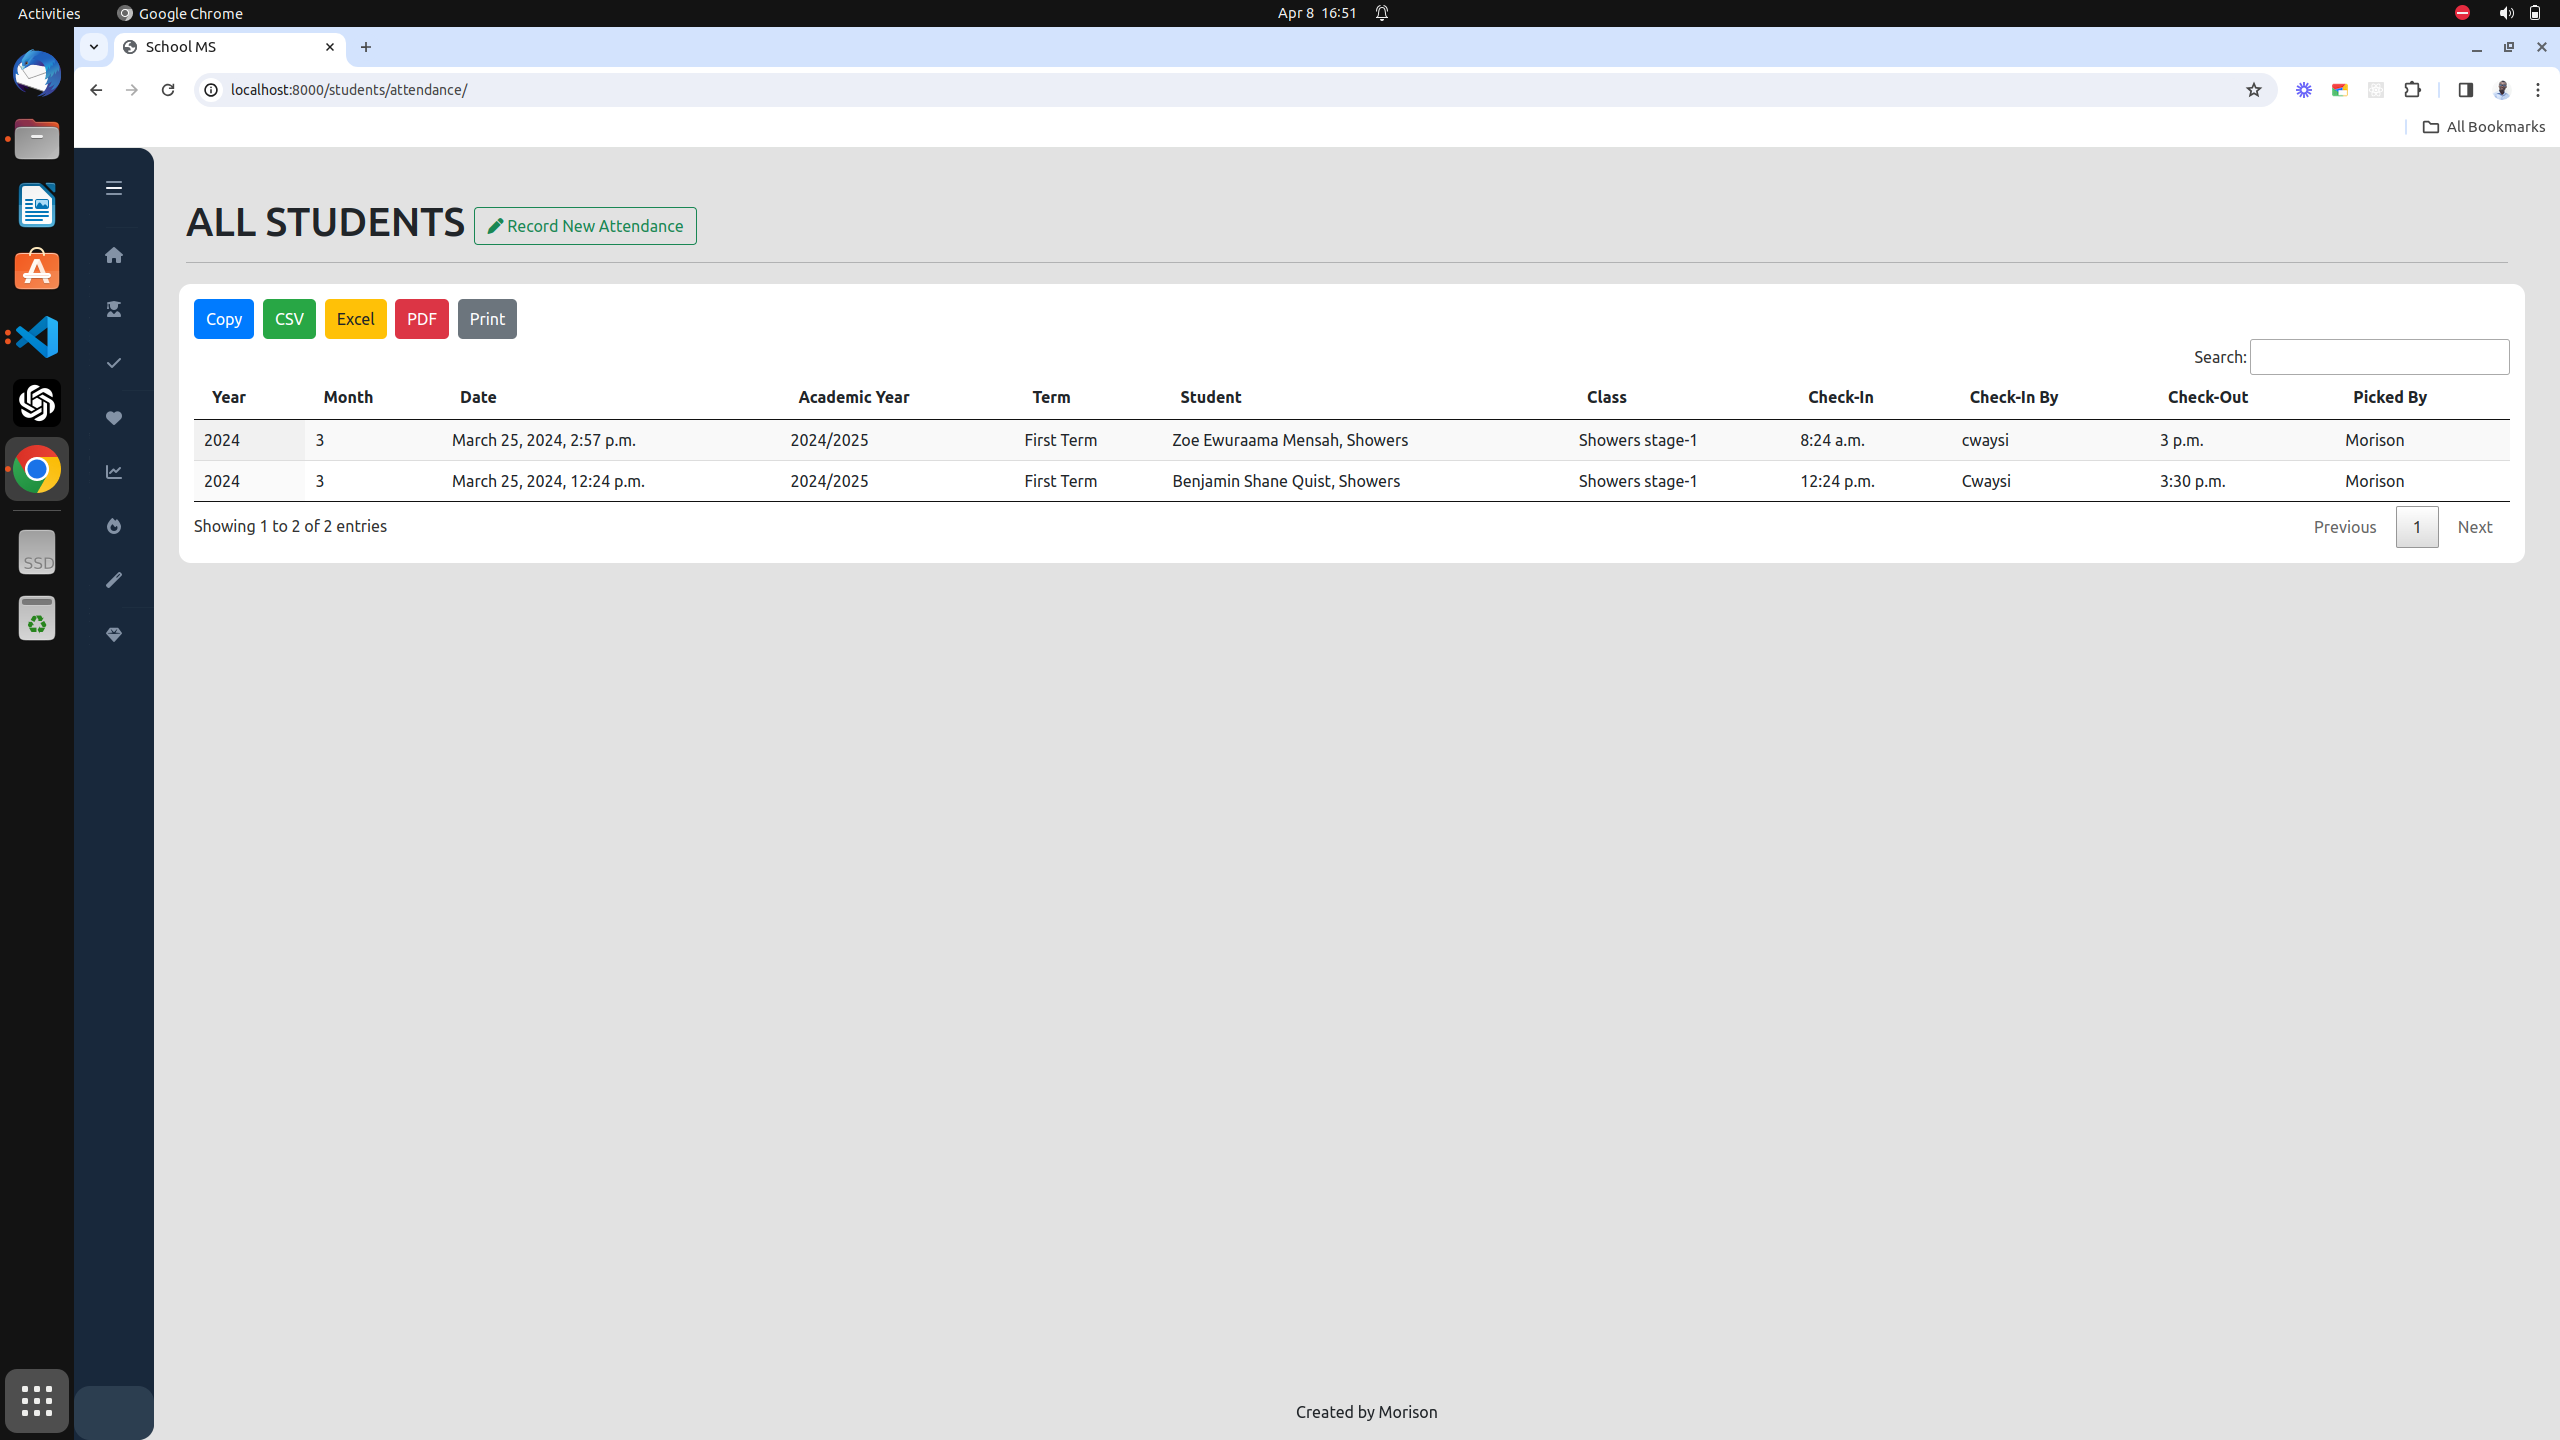 Activities Google Chrome Apr 8 16:51
School MS
localhost:8000/students/attendance/
All Bookmarks
ALL STUDENTS Record New Attendance
Copy CSV Excel PDF Print
Search:
Year Month Date Academic Year Term Student Class Check-In Check-In By Check-Out Picked By
2024 3 March 25, 2024, 2:57 p.m. 2024/2025 First Term Zoe Ewuraama Mensah, Showers Showers stage-1 8:24 a.m. cwaysi 3 p.m. Morison
2024 3 March 25, 2024, 12:24 p.m. 2024/2025 First Term Benjamin Shane Quist, Showers Showers stage-1 12:24 p.m. Cwaysi 3:30 p.m. Morison
Showing 1 to 2 of 2 entries Previous 1 Next
SSD
Created by Morison